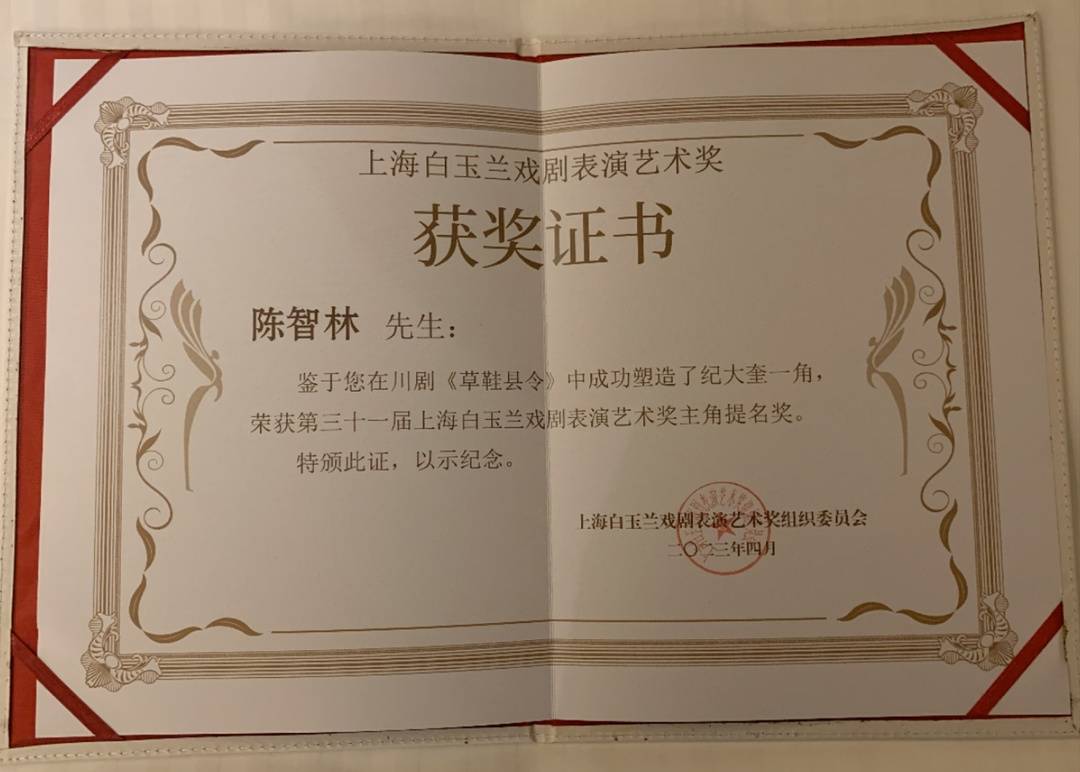 上海白玉兰戏剧表演艺术奖
获奖证书
陈智林 先生：
鉴于您在川剧《草鞋县令》中成功塑造了纪大奎一角，
荣获第三十一届上海白玉兰戏剧表演艺术奖主角提名奖。
特颁此证，以示纪念。
上海白玉兰戏剧表演艺术奖组织委员会
二〇二三年四月